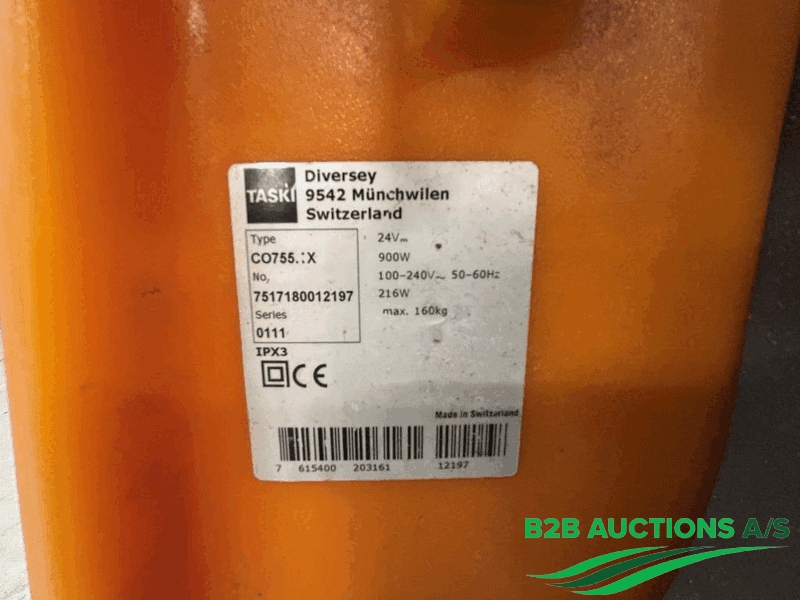 TASKI
Diversey
9542 Münchwilen
Switzerland
Type
No.
7517180012197
Series
0111
24V
900W
100-240V~ 50-60Hz
216W
max. 160kg
IPX3
CE
Made in Switzerland
7 615400 203161
12197
B2B AUCTIONS A/S